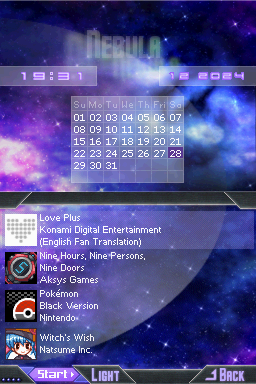 NEBULA
19:31
12 2024
Su Mo Tu We Th Fr Sa
01 02 03 04 05 06 07
08 09 10 11 12 13 14
15 16 17 18 19 20 21
22 23 24 25 26 27 28
29 30 31
Love Plus
Konami Digital Entertainment
(English Fan Translation)
Nine Hours, Nine Persons,
Nine Doors
Aksys Games
Pokémon
Black Version
Nintendo
Witch's Wish
Natsume Inc.
START LIGHT BACK